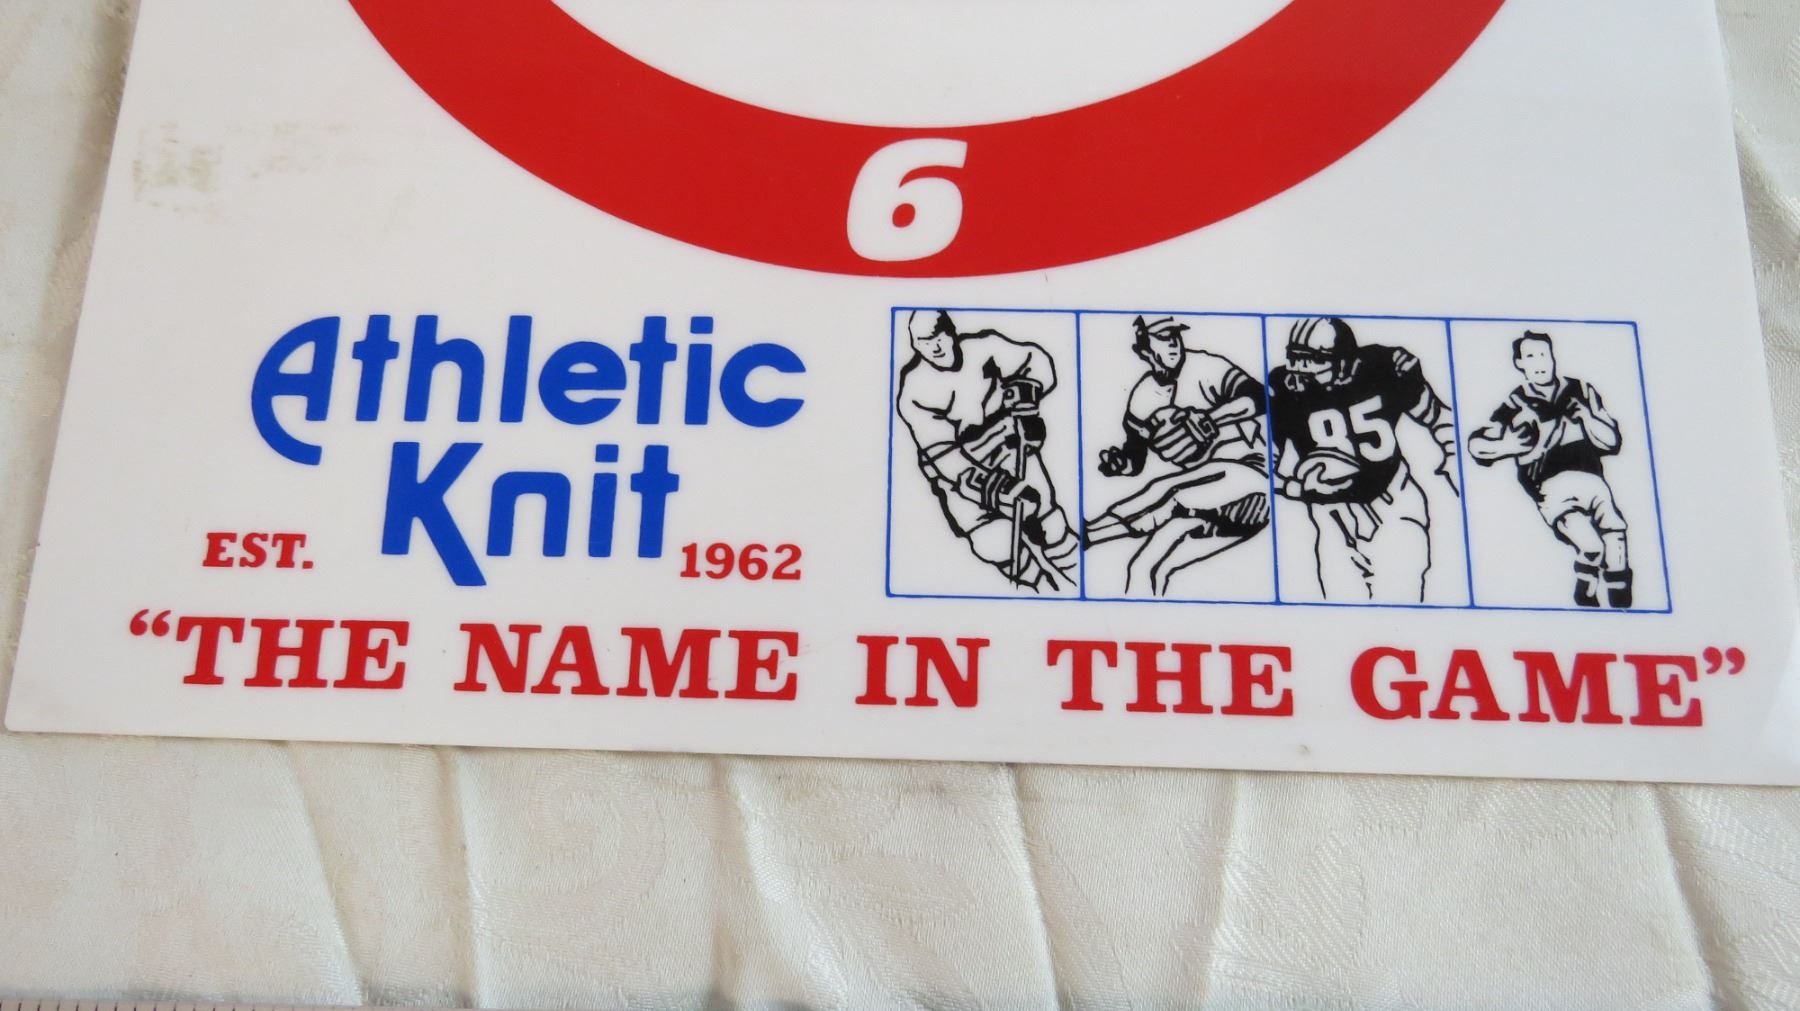 6
Athletic
Knit
EST. 1962
85
"THE NAME IN THE GAME"